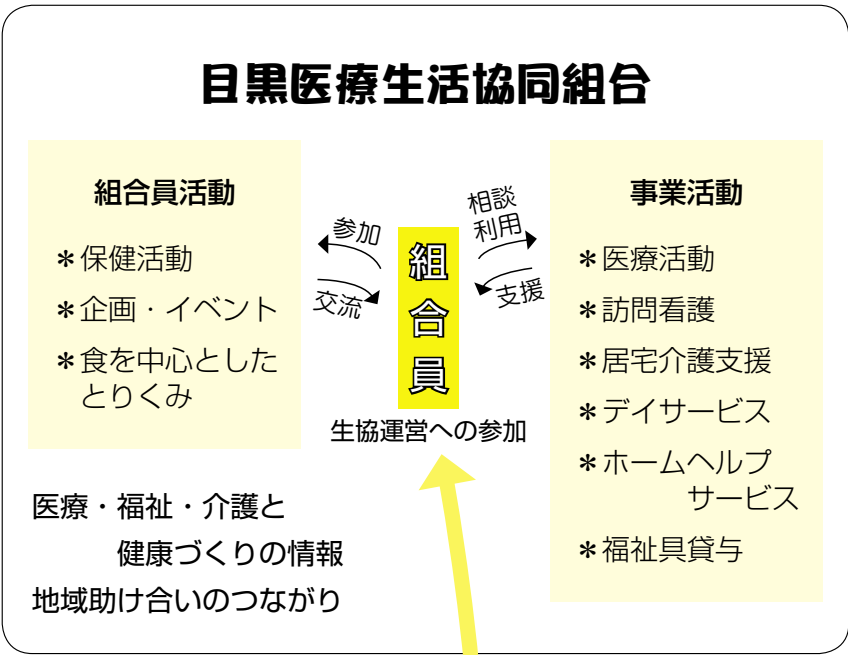 目黒医療生活協同組合
組合員活動
＊保健活動
＊企画・イベント
＊食を中心とした
とりくみ
参加
交流
組合員
生協運営への参加
相談
利用
支援
事業活動
＊医療活動
＊訪問看護
＊居宅介護支援
＊デイサービス
＊ホームヘルプ
サービス
＊福祉具貸与
医療・福祉・介護と
健康づくりの情報
地域助け合いのつながり